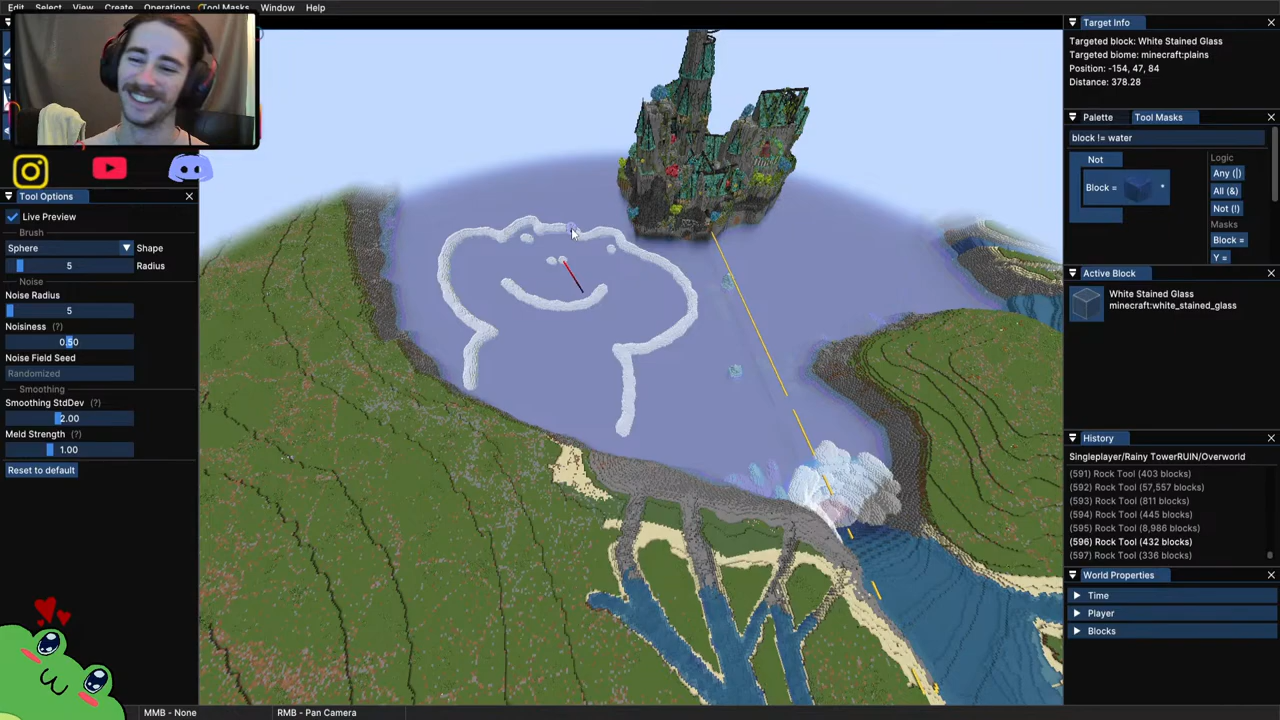 Edit Select View Create Operations Tool Masks Window Help
Tool Options
Live Preview
Brush
Sphere Shape
5 Radius
Noise
Noise Radius
5
Noisiness (?)
0.50
Noise Field Seed
Randomized
Smoothing
Smoothing StdDev (?)
2.00
Meld Strength (?)
1.00
Reset to default
MMB - None RMB - Pan Camera
Target Info
Targeted block: White Stained Glass
Targeted biome: minecraft:plains
Position: -154, 47, 84
Distance: 378.28
Palette Tool Masks
block != water
Not
Block = *
Logic
Any (|)
All (&)
Not (!)
Masks
Block =
Y =
Active Block
White Stained Glass
minecraft:white_stained_glass
History
Singleplayer/Rainy TowerRUIN/Overworld
(591) Rock Tool (403 blocks)
(592) Rock Tool (57,557 blocks)
(593) Rock Tool (811 blocks)
(594) Rock Tool (445 blocks)
(595) Rock Tool (8,986 blocks)
(596) Rock Tool (432 blocks)
(597) Rock Tool (336 blocks)
World Properties
Time
Player
Blocks